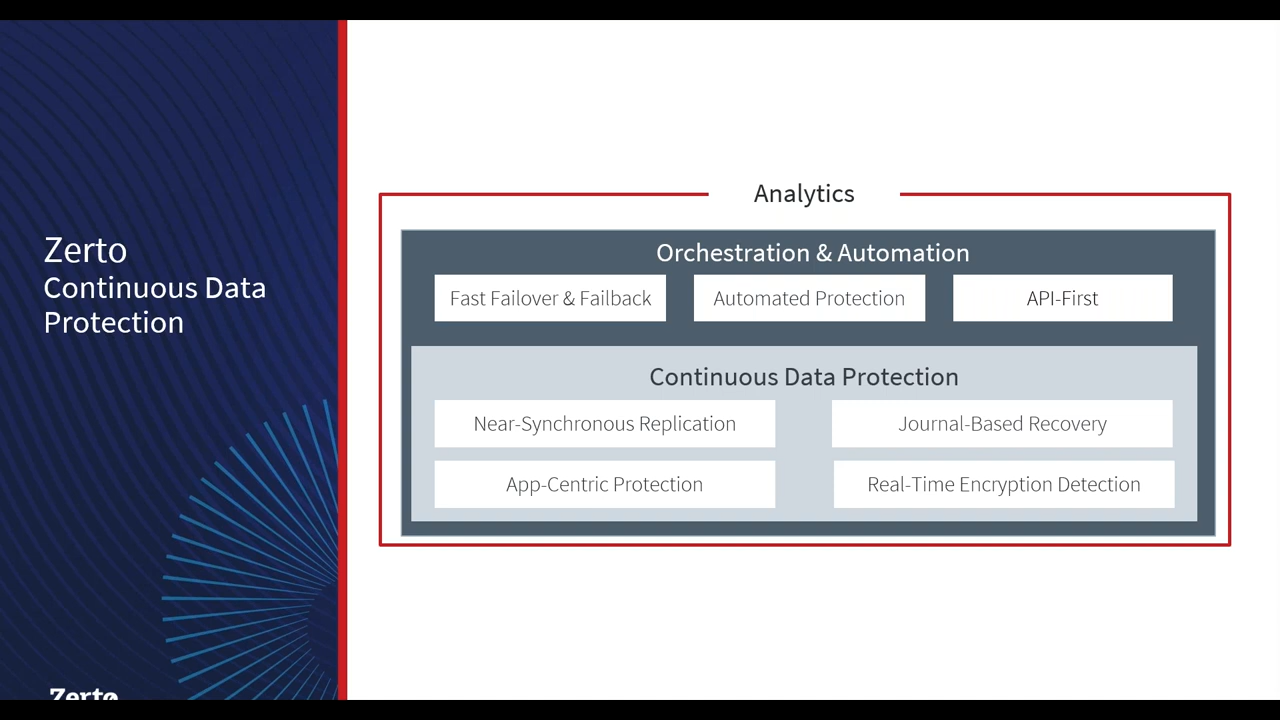 Zerto
Continuous Data
Protection
Analytics
Orchestration & Automation
Fast Failover & Failback
Automated Protection
API-First
Continuous Data Protection
Near-Synchronous Replication
Journal-Based Recovery
App-Centric Protection
Real-Time Encryption Detection
Zerto